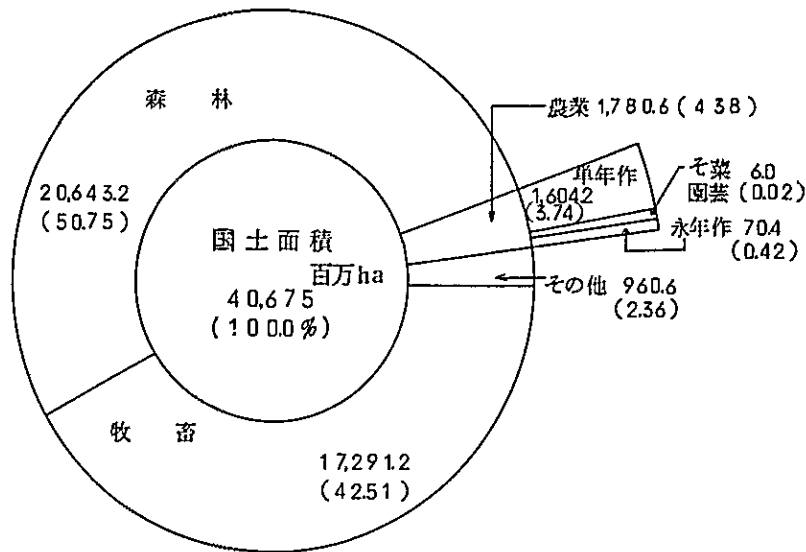 森 林
20,643.2
(50.75)
国土面積
百万ha
40,675
(100.0%)
牧 畜
17,291.2
(42.51)
農業 1,780.6 (4 38)
単年作
1,6042
(3.74)
そ菜 6.0
園芸 (0.02)
永年作 70.4
(0.42)
その他 960.6
(2.36)